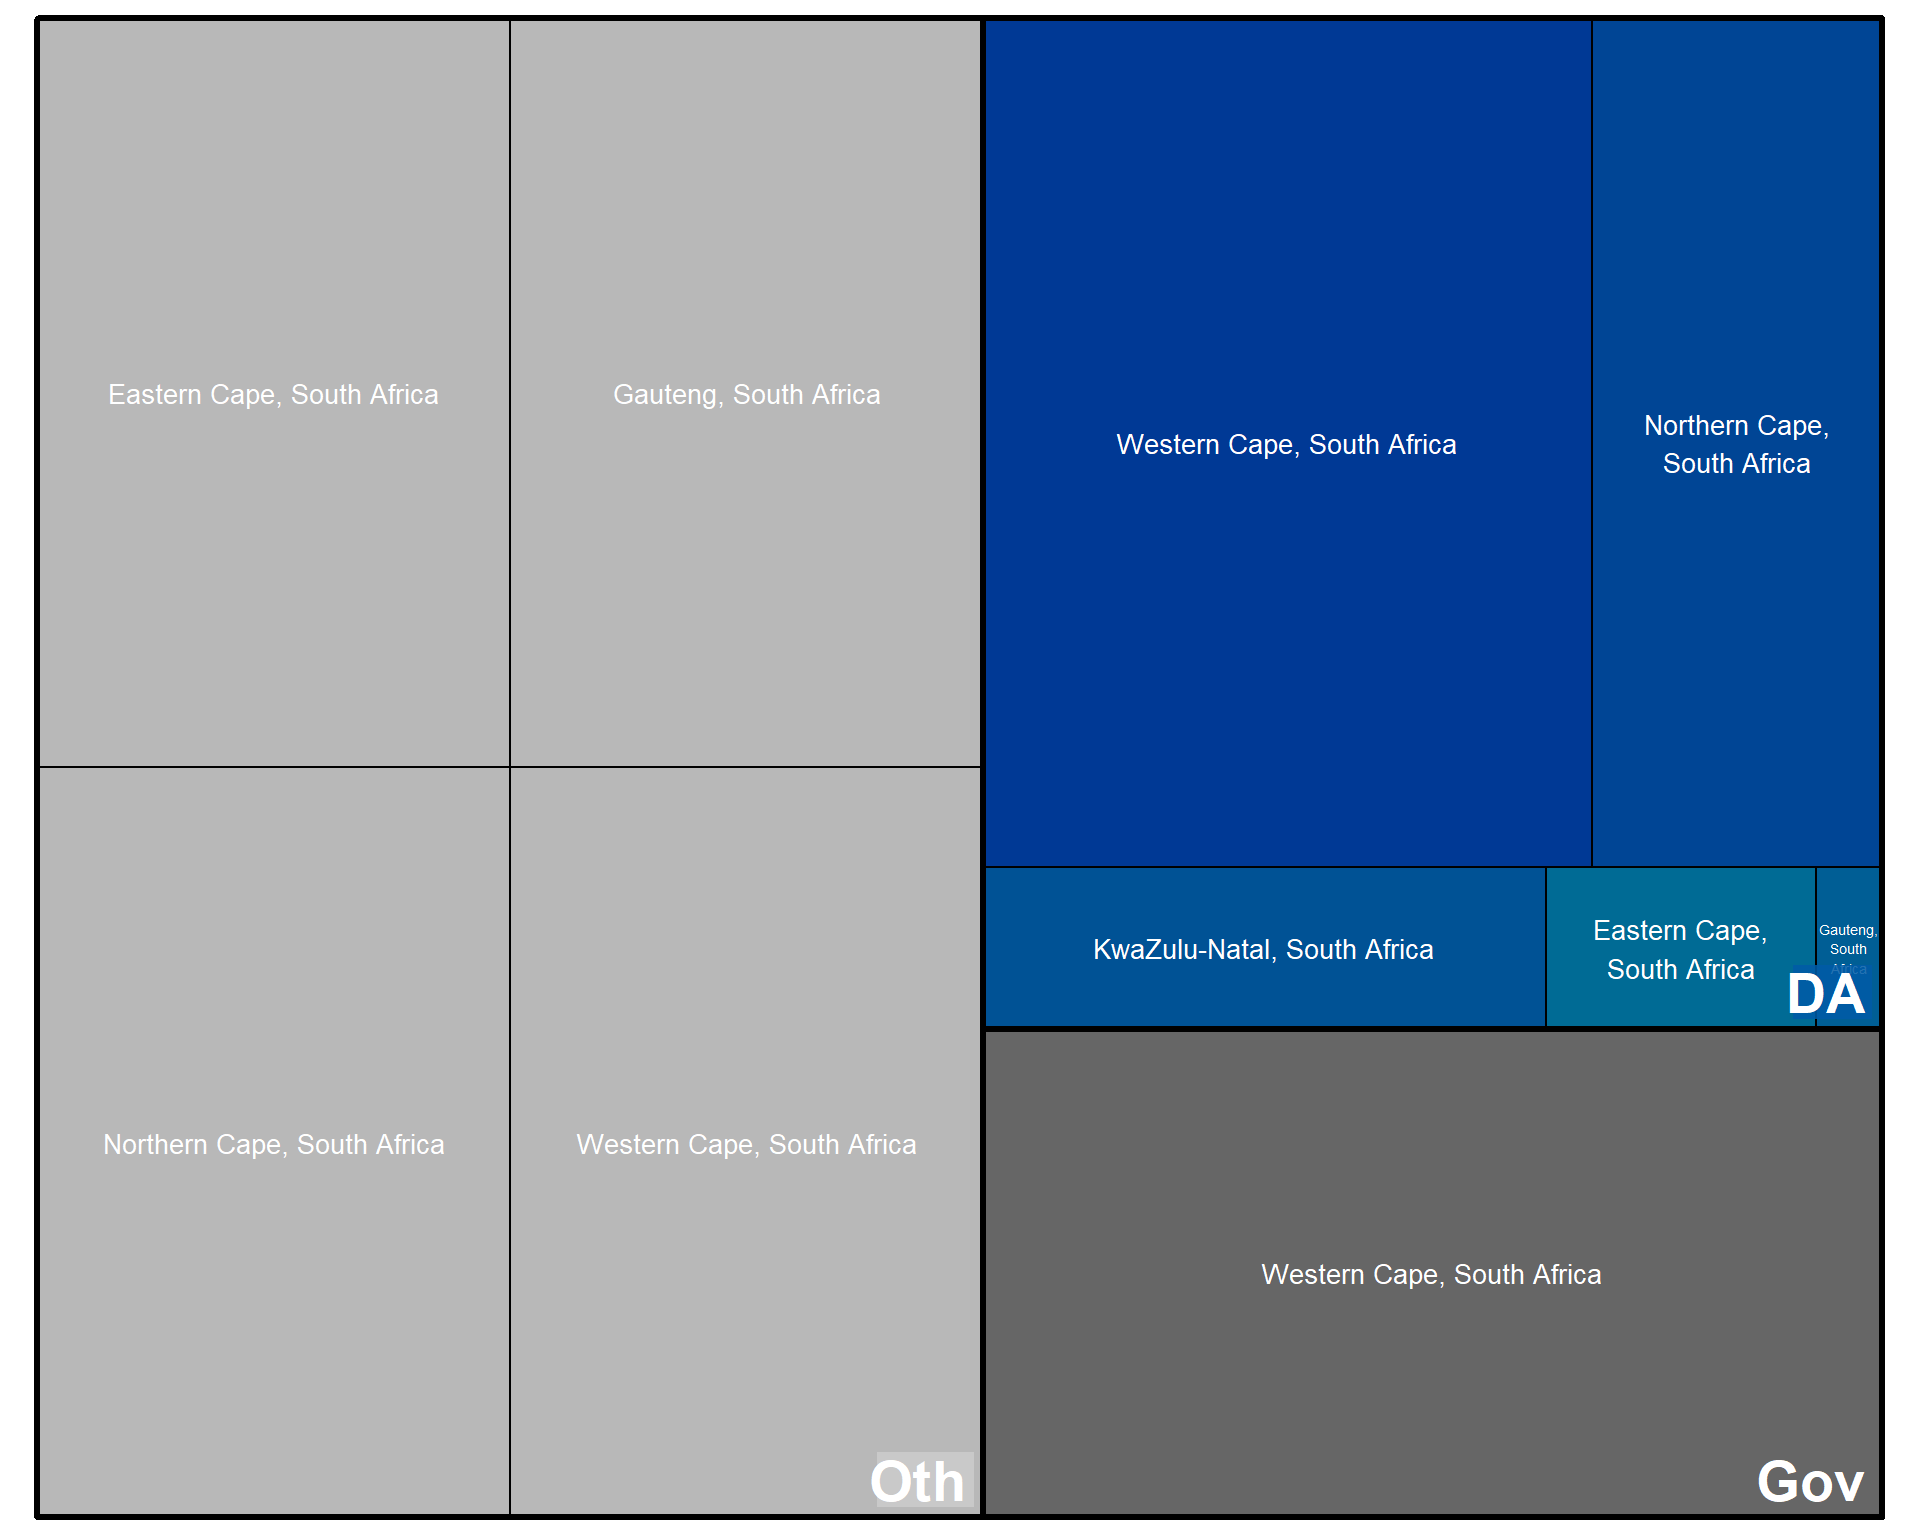 Eastern Cape, South Africa
Gauteng, South Africa
Northern Cape, South Africa
Western Cape, South Africa
Oth
Western Cape, South Africa
Northern Cape,
South Africa
KwaZulu-Natal, South Africa
Eastern Cape,
South Africa
Gauteng,
South
Africa
DA
Western Cape, South Africa
Gov